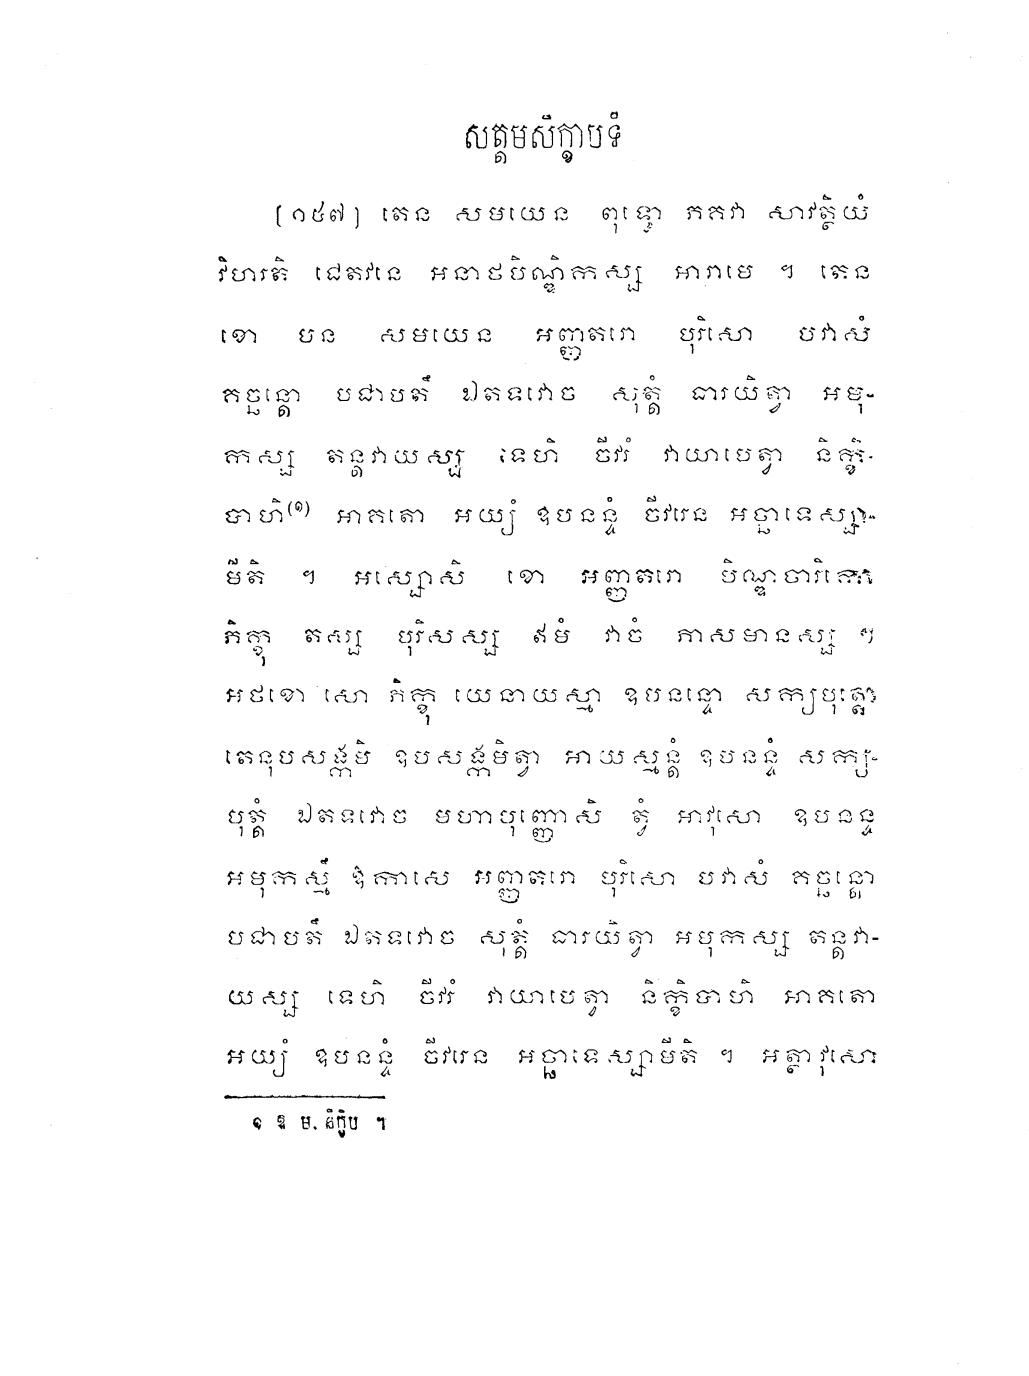 សត្តមសិក្ខាបទំ
[១៥៧] តេន សមយេន ពុទ្ធោ ភគវា សាវត្ថិយំ
វិហរតិ ជេតវនេ អនាថបិណ្ឌិកស្ស អារាមេ ។ តេន
ខោ បន សមយេន អញ្ញតរោ បុរិសោ បវាសំ
គច្ឆន្តោ បជាបតឹ ឯតទវោច សុត្តំ ធារយិត្វា អមុ-
កស្ស តន្តវាយស្ស ទេហិ ចីវរំ វាយាបេត្វា និក្ខិ-
បាហិ(១) អាគតោ អយ្យំ ឧបនន្ទំ ចីវរេន អច្ឆាទេស្សា-
មីតិ ។ អស្សោសិ ខោ អញ្ញតរោ បិណ្ឌចារិកោ
ភិក្ខុ តស្ស បុរិសស្ស ឥមំ វាចំ ភាសមានស្ស ។
អថខោ សោ ភិក្ខុ យេនាយស្មា ឧបនន្ទោ សក្យបុត្តោ
តេនុបសង្កមិ ឧបសង្កមិត្វា អាយស្មន្តំ ឧបនន្ទំ សក្យ-
បុត្តំ ឯតទវោច មហាបុញ្ញោសិ ត្វំ អាវុសោ ឧបនន្ទ
អមុកស្មឹ ឱកាសេ អញ្ញតរោ បុរិសោ បវាសំ គច្ឆន្តោ
បជាបតឹ ឯតទវោច សុត្តំ ធារយិត្វា អមុកស្ស តន្តវា-
យស្ស ទេហិ ចីវរំ វាយាបេត្វា និក្ខិបាហិ អាគតោ
អយ្យំ ឧបនន្ទំ ចីវរេន អច្ឆាទេស្សាមីតិ ។ អត្ថាវុសោ
១ ឱ ម. និក្ខិប ។